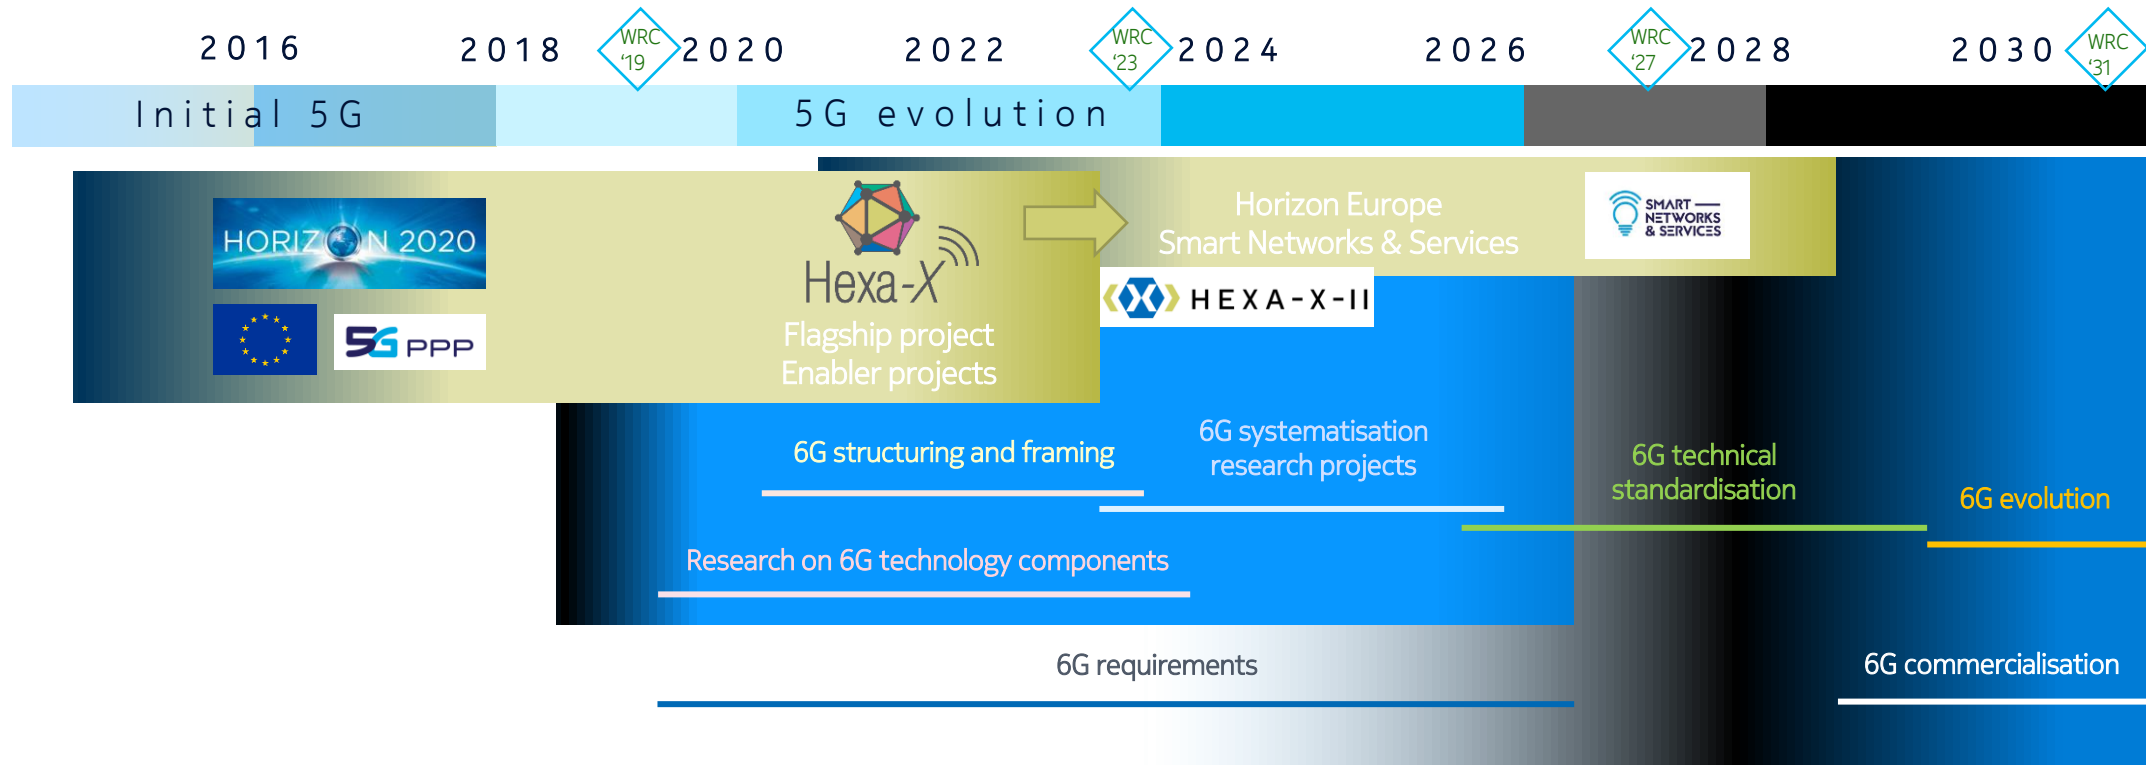 2016
2018
WRC
‘19
2020
2022
WRC
‘23
2024
2026
WRC
‘27
2028
2030
WRC
‘31
Initial 5G
5G evolution
HORIZON 2020
5G PPP
Hexa-X
Flagship project
Enabler projects
Horizon Europe
Smart Networks & Services
SMART
NETWORKS
& SERVICES
HEXA-X-II
6G structuring and framing
6G systematisation
research projects
6G technical
standardisation
6G evolution
Research on 6G technology components
6G requirements
6G commercialisation